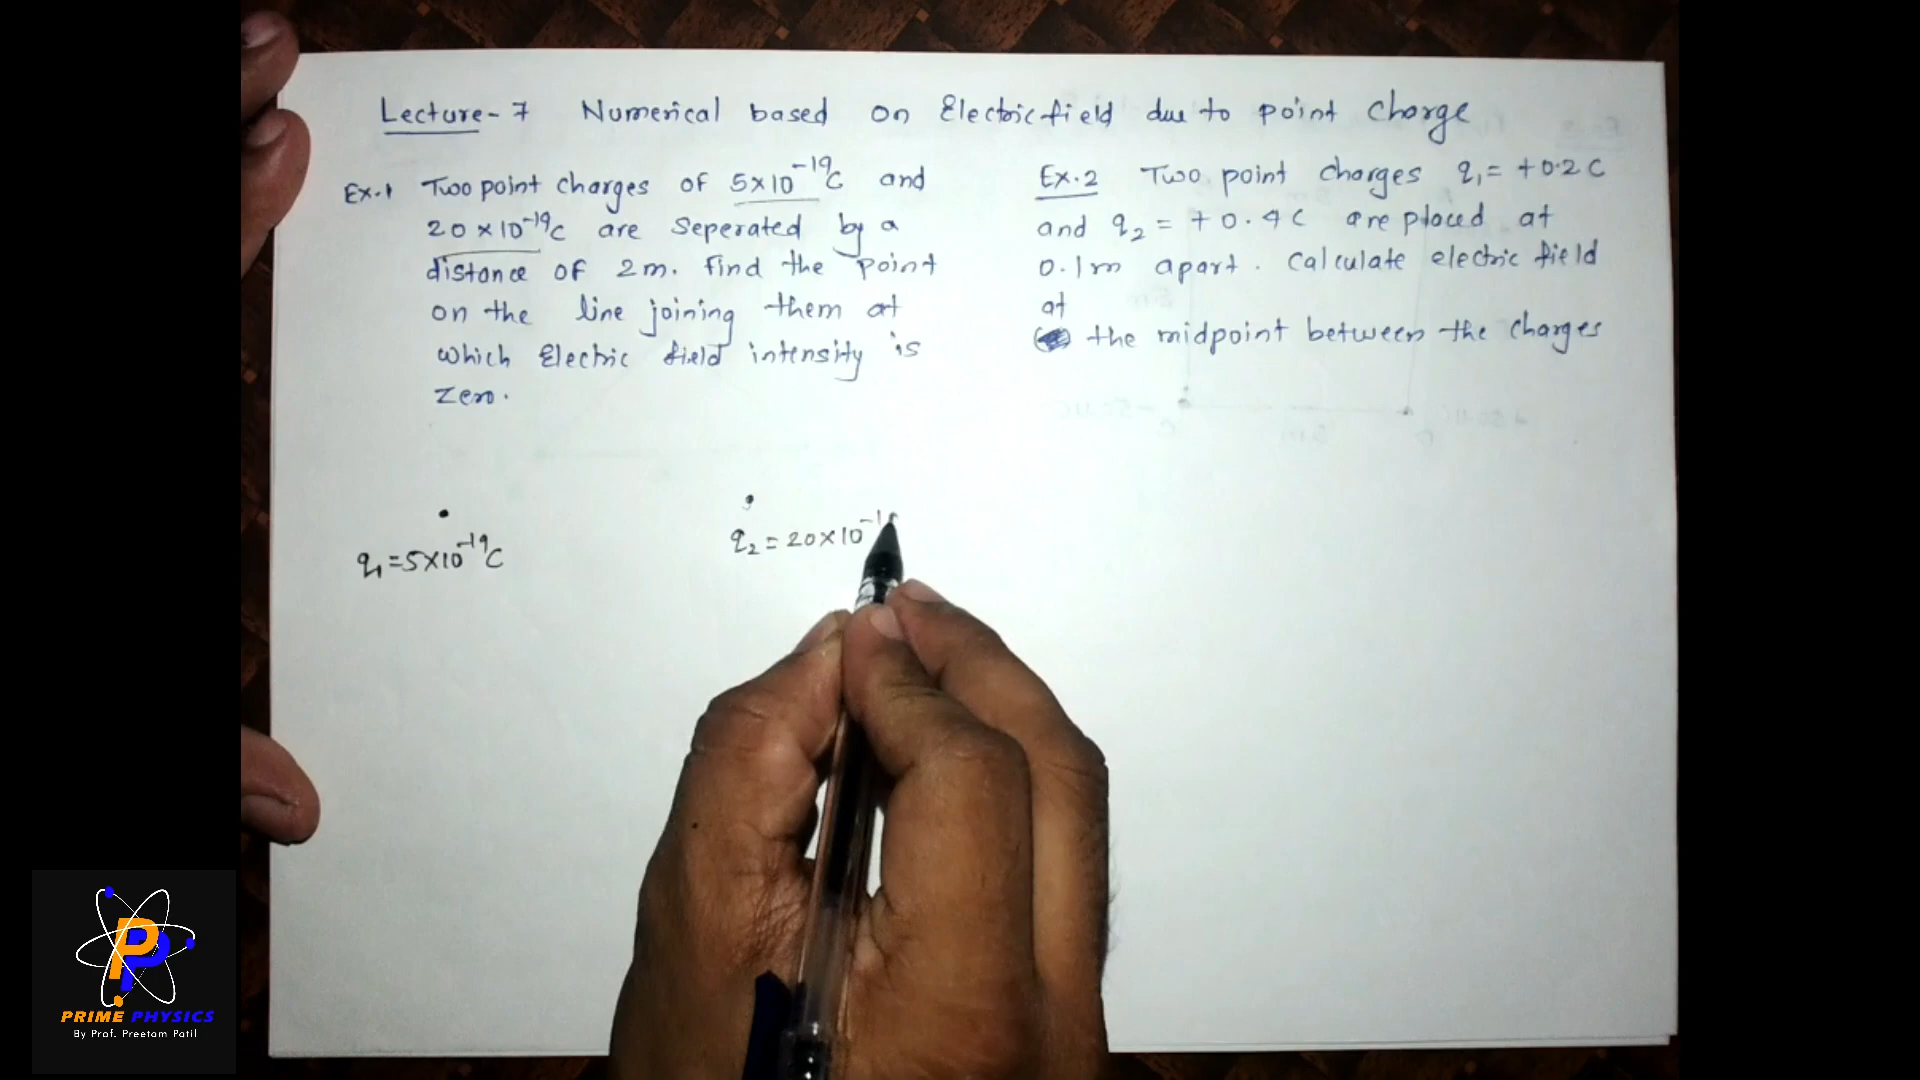 Lecture-7 Numerical based on Electric field due to point charge
Ex.1 Two point charges of 5×10⁻¹⁹C and
20×10⁻¹⁹C are seperated by a
distance of 2m. Find the point
on the line joining them at
which Electric field intensity is
zero.
Ex.2 Two point charges q₁= +0.2 C
and q₂ = +0.4 C are placed at
0.1m apart. Calculate electric field
at
the midpoint between the charges
q₁=5×10⁻¹⁹C
q₂=20×10⁻¹
PP
PRIME PHYSICS
By Prof. Preetam Patil